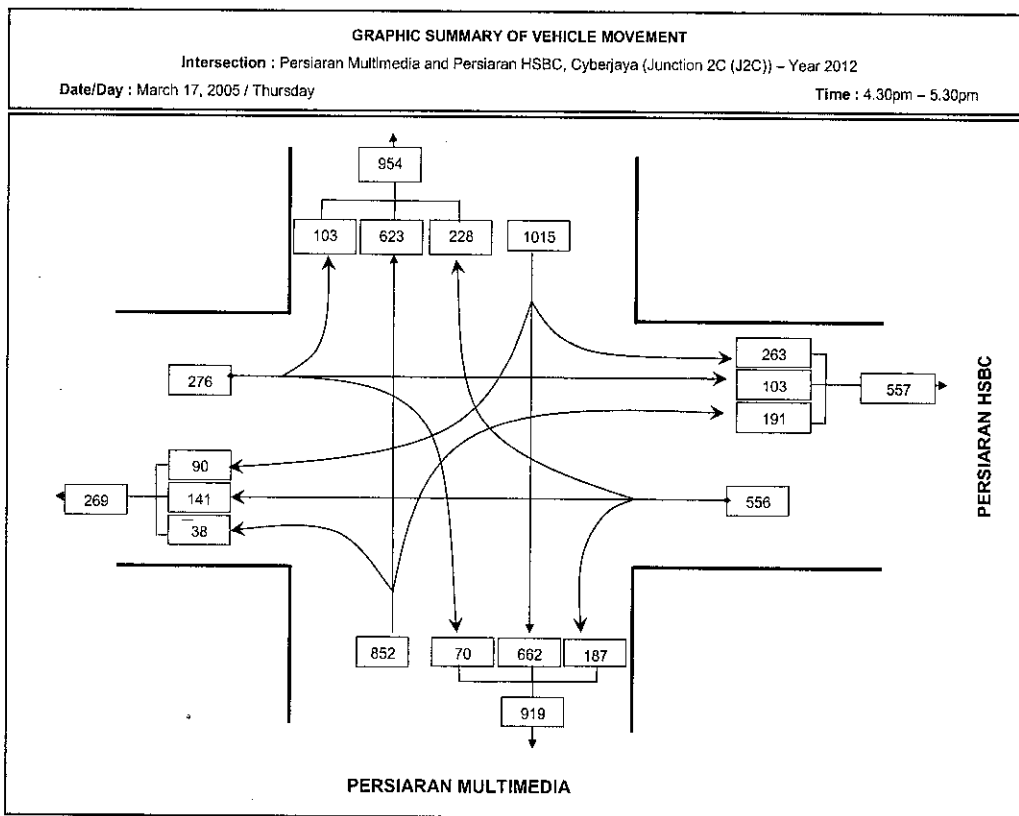 GRAPHIC SUMMARY OF VEHICLE MOVEMENT
Intersection : Persiaran Multimedia and Persiaran HSBC, Cyberjaya (Junction 2C (J2C)) – Year 2012
Date/Day : March 17, 2005 / Thursday
Time : 4.30pm – 5.30pm
954
103 623 228 1015
263
276 103 557
191
90
269 141 556
38
852 70 662 187
919
PERSIARAN HSBC
PERSIARAN MULTIMEDIA